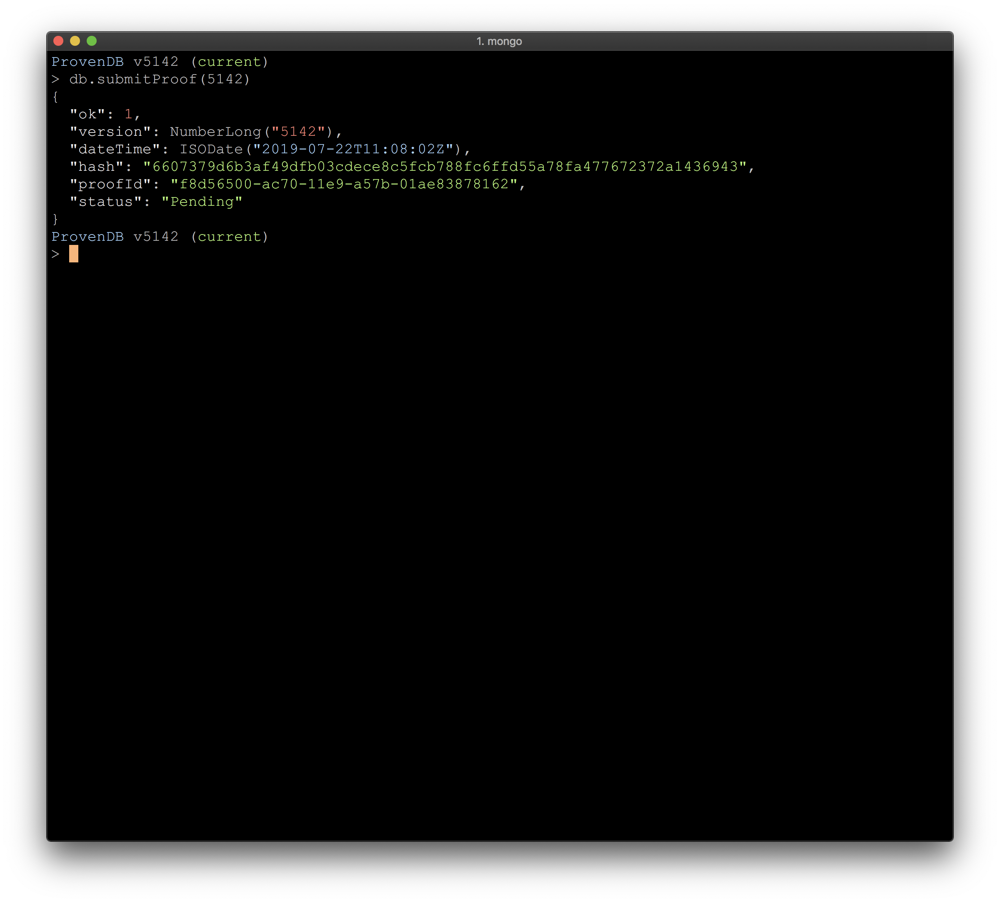 1. mongo
ProvenDB v5142 (current)
> db.submitProof(5142)
{
  "ok": 1,
  "version": NumberLong("5142"),
  "dateTime": ISODate("2019-07-22T11:08:02Z"),
  "hash": "6607379d6b3af49dfb03cdece8c5fcb788fc6ffd55a78fa477672372a1436943",
  "proofId": "f8d56500-ac70-11e9-a57b-01ae83878162",
  "status": "Pending"
}
ProvenDB v5142 (current)
>